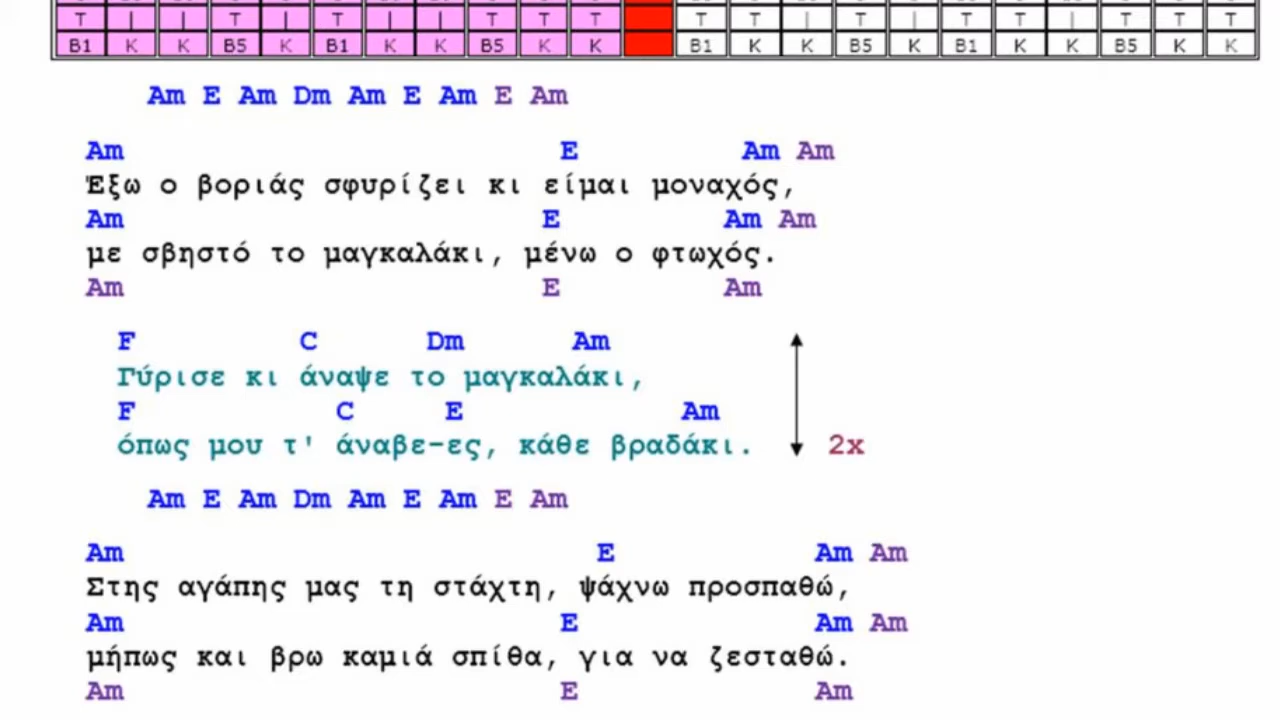 T | | T | T | | T T T T T | T | T T | T T T
B1 K K B5 K B1 K K B5 K K B1 K K B5 K B1 K K B5 K K
Am E Am Dm Am E Am E Am
Am E Am Am
Έξω ο βοριάς σφυρίζει κι είμαι μοναχός,
Am E Am Am
με σβηστό το μαγκαλάκι, μένω ο φτωχός.
Am E Am
F C Dm Am
Γύρισε κι άναψε το μαγκαλάκι,
F C E Am
όπως μου τ' άναβε-ες, κάθε βραδάκι. 2x
Am E Am Dm Am E Am E Am
Am E Am Am
Στης αγάπης μας τη στάχτη, ψάχνω προσπαθώ,
Am E Am Am
μήπως και βρω καμιά σπίθα, για να ζεσταθώ.
Am E Am